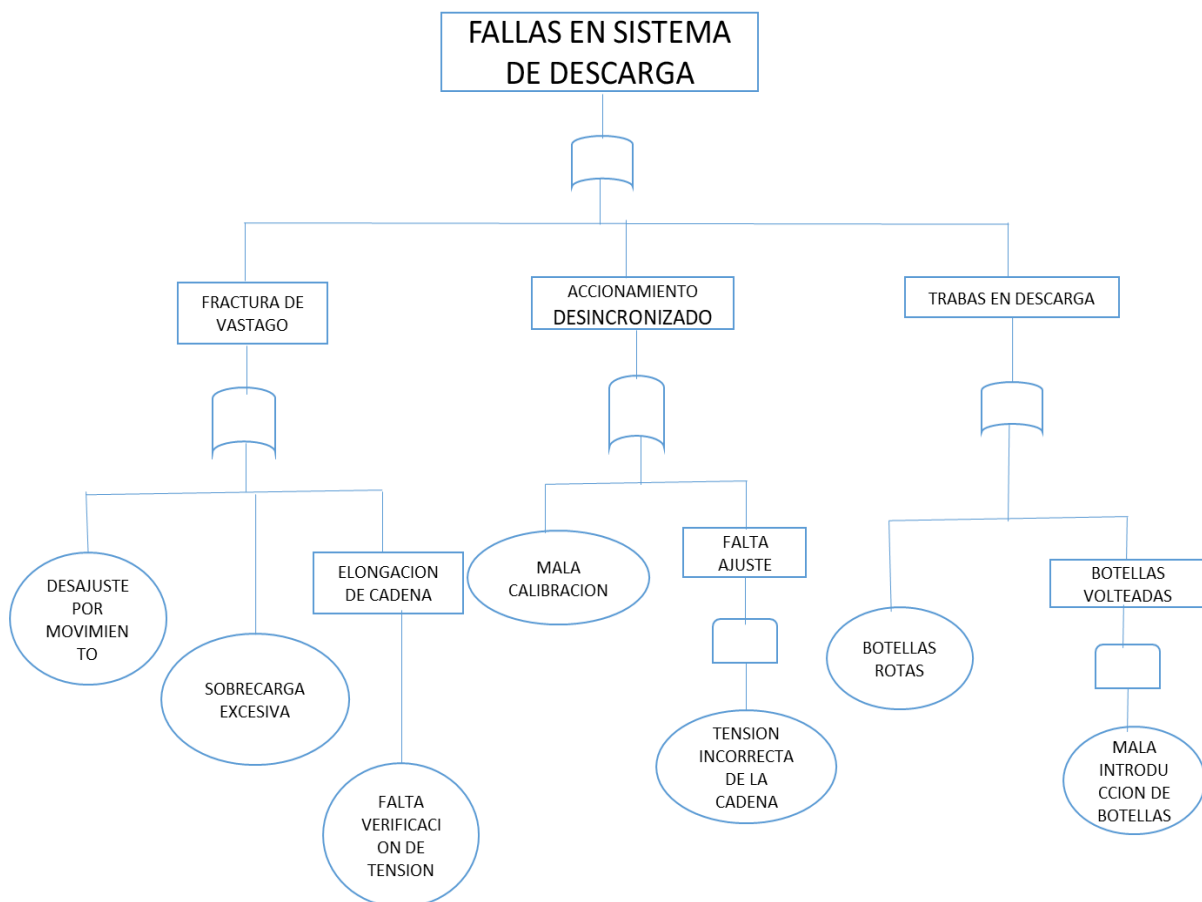 FALLAS EN SISTEMA
DE DESCARGA
FRACTURA DE
VASTAGO
ACCIONAMIENTO
DESINCRONIZADO
TRABAS EN DESCARGA
DESAJUSTE
POR
MOVIMIEN
TO
SOBRECARGA
EXCESIVA
ELONGACION
DE CADENA
FALTA
VERIFICACI
ON DE
TENSION
MALA
CALIBRACION
FALTA
AJUSTE
TENSION
INCORRECTA
DE LA
CADENA
BOTELLAS
ROTAS
BOTELLAS
VOLTEADAS
MALA
INTRODU
CCION DE
BOTELLAS